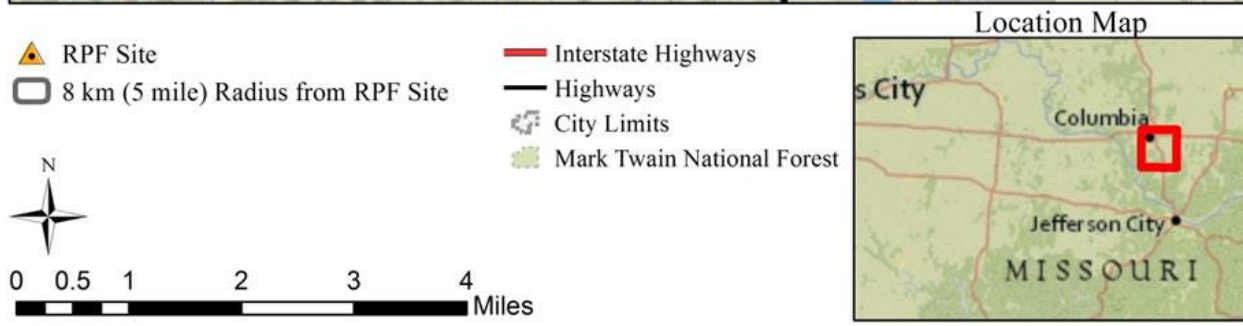 Location Map
RPF Site
8 km (5 mile) Radius from RPF Site
Interstate Highways
Highways
City Limits
Mark Twain National Forest
N
0 0.5 1 2 3 4
Miles
s City
Columbia
Jefferson City
MISSOURI